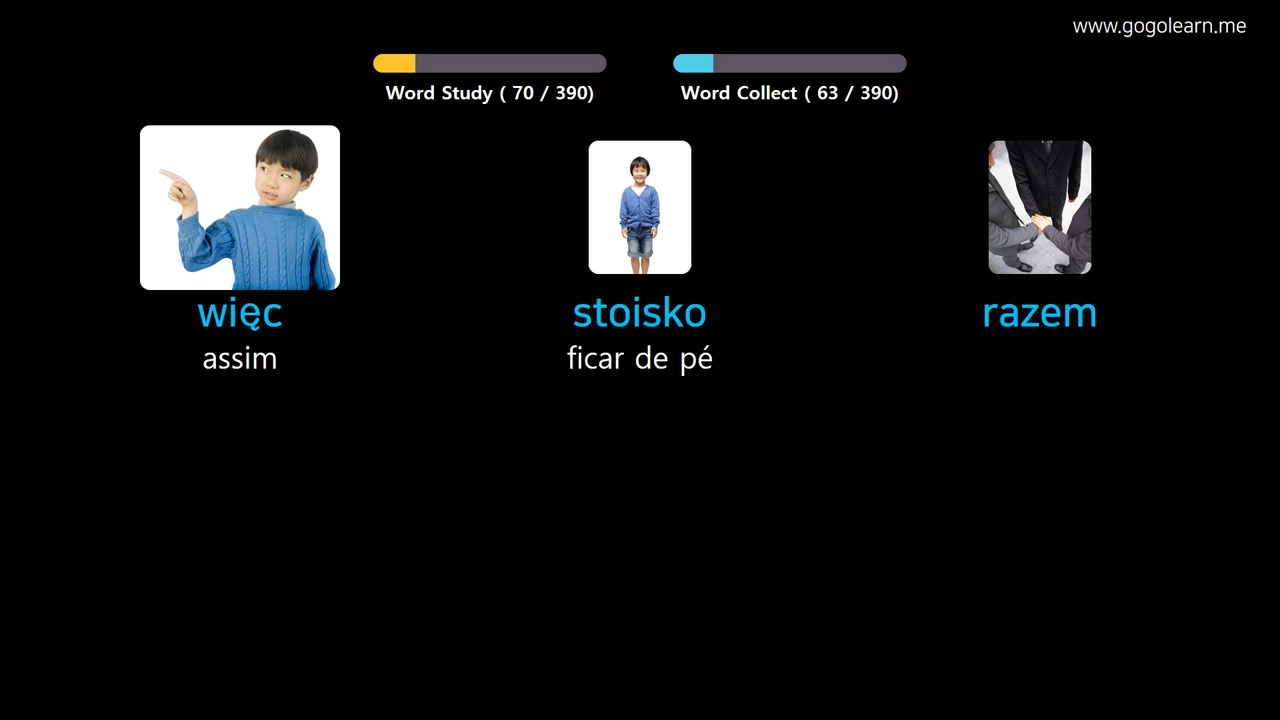 www.gogolearn.me
Word Study ( 70 / 390)
Word Collect ( 63 / 390)
więc
stoisko
razem
assim
ficar de pé